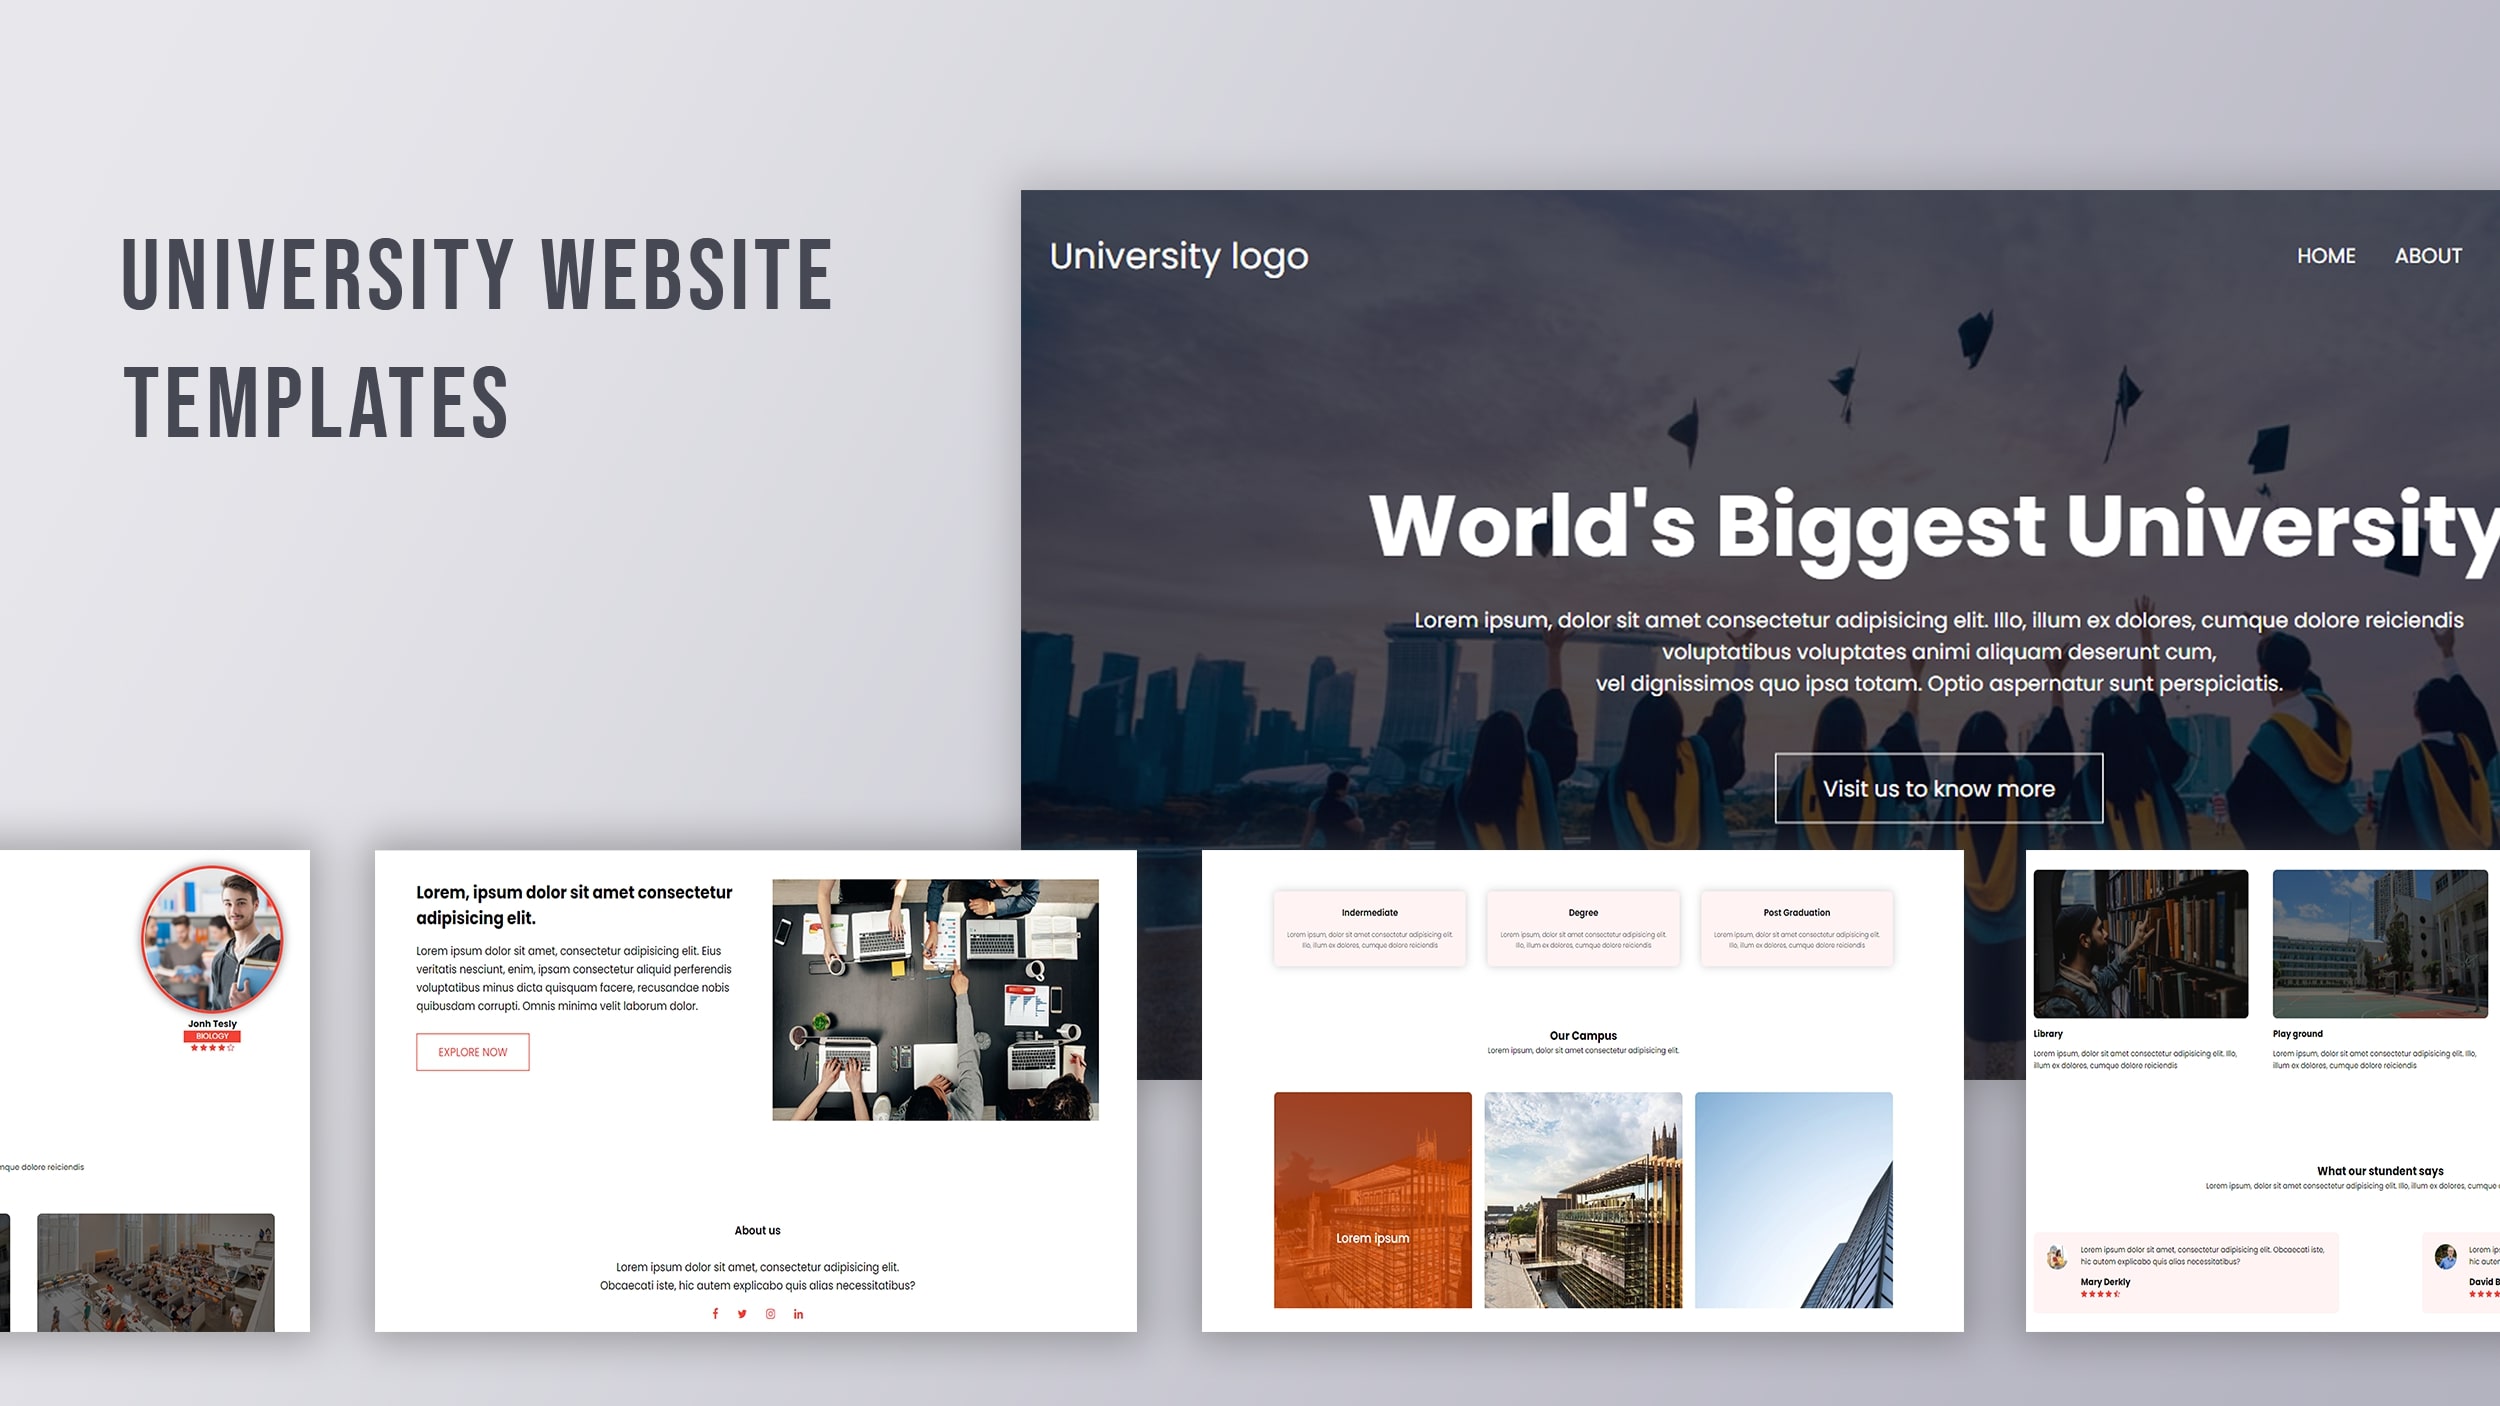 UNIVERSITY WEBSITE
TEMPLATES
University logo
HOME ABOUT
World's Biggest University
Lorem ipsum, dolor sit amet consectetur adipisicing elit. Illo, illum ex dolores, cumque dolore reiciendis
voluptatibus voluptates animi aliquam deserunt cum,
vel dignissimos quo ipsa totam. Optio aspernatur sunt perspiciatis.
Visit us to know more
Jonh Tesly
BIOLOGY
mque dolore reiciendis
Lorem, ipsum dolor sit amet consectetur
adipisicing elit.
Lorem ipsum dolor sit amet, consectetur adipisicing elit. Eius
veritatis nesciunt, enim, ipsam consectetur aliquid perferendis
voluptatibus minus dicta quisquam facere, recusandae nobis
quibusdam corrupti. Omnis minima velit laborum dolor.
EXPLORE NOW
About us
Lorem ipsum dolor sit amet, consectetur adipisicing elit.
Obcaecati iste, hic autem explicabo quis alias necessitatibus?
Indermediate
Lorem ipsum, dolor sit amet consectetur adipisicing elit.
Illo, illum ex dolores, cumque dolore reiciendis
Degree
Lorem ipsum, dolor sit amet consectetur adipisicing elit.
Illo, illum ex dolores, cumque dolore reiciendis
Post Graduation
Lorem ipsum, dolor sit amet consectetur adipisicing elit.
Illo, illum ex dolores, cumque dolore reiciendis
Our Campus
Lorem ipsum, dolor sit amet consectetur adipisicing elit.
Lorem ipsum
Library
Lorem ipsum, dolor sit amet consectetur adipisicing elit. Illo,
illum ex dolores, cumque dolore reiciendis
Play ground
Lorem ipsum, dolor sit amet consectetur adipisicing elit. Illo,
illum ex dolores, cumque dolore reiciendis
What our stundent says
Lorem ipsum, dolor sit amet consectetur adipisicing elit. Illo, illum ex dolores, cumque
Lorem ipsum dolor sit amet, consectetur adipisicing elit. Obcaecati iste,
hic autem explicabo quis alias necessitatibus?
Mary Derkly
Lorem ip
hic aute
David B